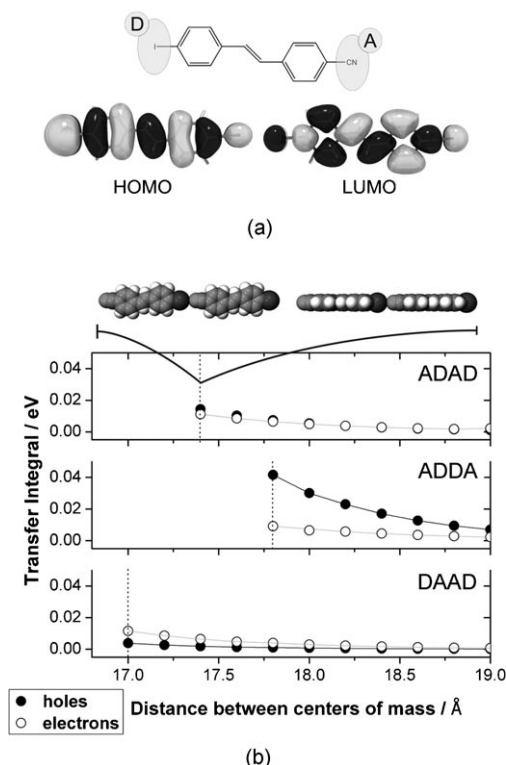 (a)
D
A
I
CN
HOMO
LUMO
(a)
0.04
0.02
0.00
ADAD
0.04
0.02
0.00
ADDA
0.04
0.02
0.00
DAAD
Transfer Integral / eV
17.0 17.5 18.0 18.5 19.0
Distance between centers of mass / Å
holes
electrons
(b)